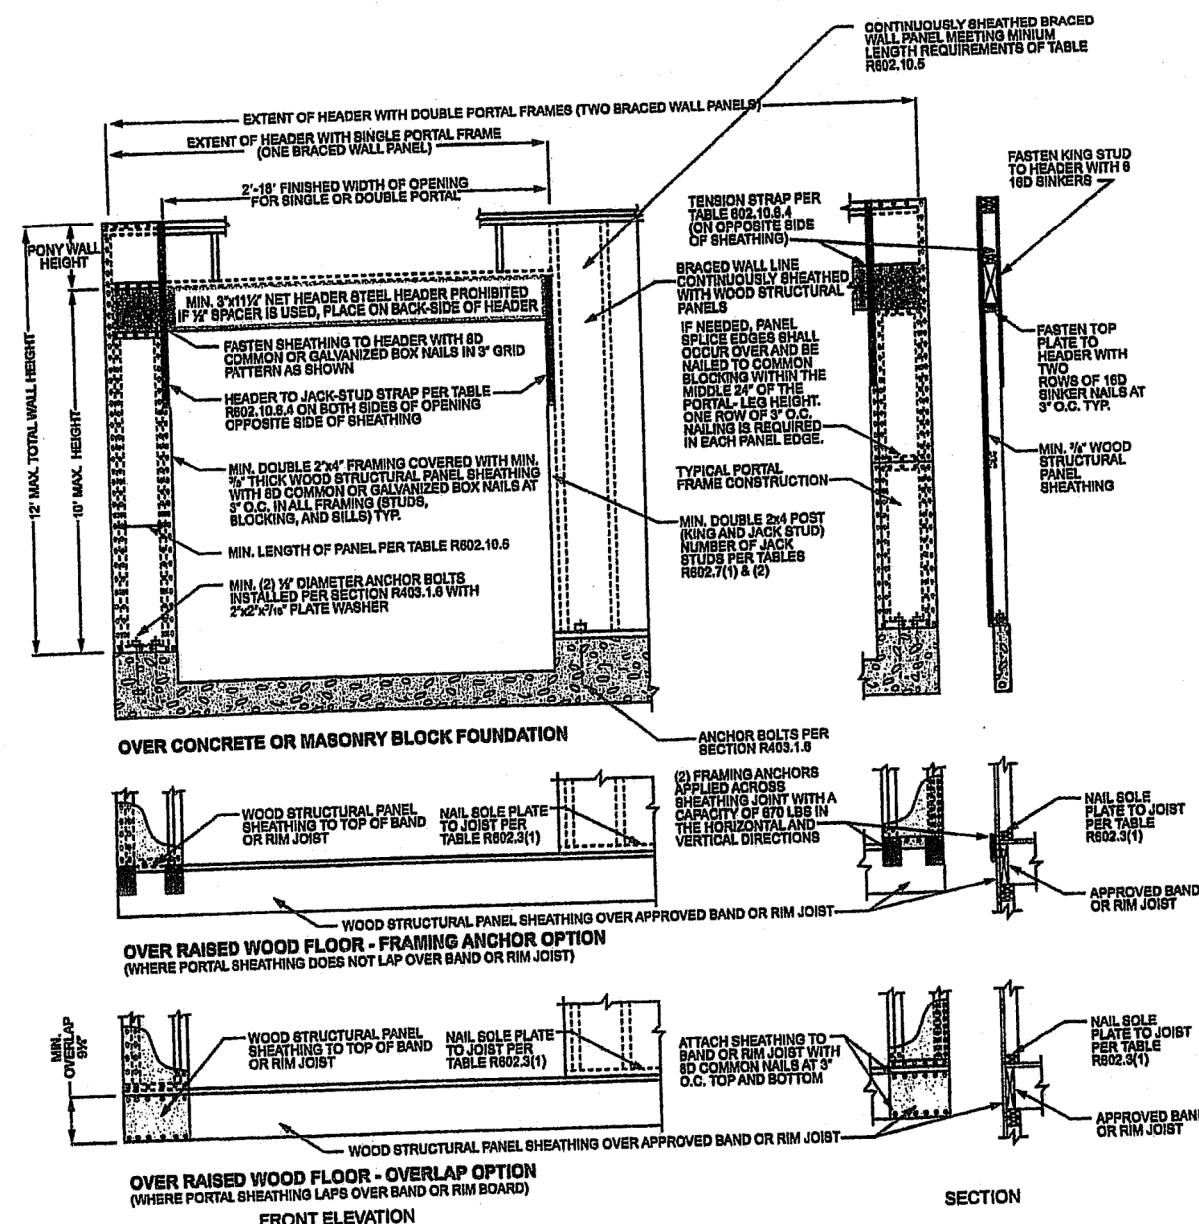 CONTINUOUSLY SHEATHED BRACED
WALL PANEL MEETING MINIUM
LENGTH REQUIREMENTS OF TABLE
R602.10.5
EXTENT OF HEADER WITH DOUBLE PORTAL FRAMES (TWO BRACED WALL PANELS)
EXTENT OF HEADER WITH SINGLE PORTAL FRAME
(ONE BRACED WALL PANEL)
2'-18' FINISHED WIDTH OF OPENING
FOR SINGLE OR DOUBLE PORTAL
FASTEN KING STUD
TO HEADER WITH 6
16D SINKERS
TENSION STRAP PER
TABLE 602.10.6.4
(ON OPPOSITE SIDE
OF SHEATHING)
PONY WALL
HEIGHT
12' MAX. TOTAL WALL HEIGHT
10' MAX. HEIGHT
BRACED WALL LINE
CONTINUOUSLY SHEATHED
WITH WOOD STRUCTURAL
PANELS
MIN. 3"x11¼" NET HEADER STEEL HEADER PROHIBITED
IF ½" SPACER IS USED, PLACE ON BACK-SIDE OF HEADER
FASTEN SHEATHING TO HEADER WITH 8D
COMMON OR GALVANIZED BOX NAILS IN 3" GRID
PATTERN AS SHOWN
HEADER TO JACK-STUD STRAP PER TABLE
R602.10.6.4 ON BOTH SIDES OF OPENING
OPPOSITE SIDE OF SHEATHING
IF NEEDED, PANEL
SPLICE EDGES SHALL
OCCUR OVER AND BE
NAILED TO COMMON
BLOCKING WITHIN THE
MIDDLE 24" OF THE
PORTAL- LEG HEIGHT.
ONE ROW OF 3" O.C.
NAILING IS REQUIRED
IN EACH PANEL EDGE.
FASTEN TOP
PLATE TO
HEADER WITH
TWO
ROWS OF 16D
SINKER NAILS AT
3" O.C. TYP.
MIN. DOUBLE 2"x4" FRAMING COVERED WITH MIN.
⅜" THICK WOOD STRUCTURAL PANEL SHEATHING
WITH 8D COMMON OR GALVANIZED BOX NAILS AT
3" O.C. IN ALL FRAMING (STUDS,
BLOCKING, AND SILLS) TYP.
TYPICAL PORTAL
FRAME CONSTRUCTION
MIN. ⅜" WOOD
STRUCTURAL
PANEL
SHEATHING
MIN. LENGTH OF PANEL PER TABLE R602.10.5
MIN. DOUBLE 2x4 POST
(KING AND JACK STUD)
NUMBER OF JACK
STUDS PER TABLES
R602.7(1) & (2)
MIN. (2) ½" DIAMETER ANCHOR BOLTS
INSTALLED PER SECTION R403.1.6 WITH
2"x2"x³⁄₁₆" PLATE WASHER
OVER CONCRETE OR MASONRY BLOCK FOUNDATION
ANCHOR BOLTS PER
SECTION R403.1.6
WOOD STRUCTURAL PANEL
SHEATHING TO TOP OF BAND
OR RIM JOIST
NAIL SOLE PLATE
TO JOIST PER
TABLE R602.3(1)
(2) FRAMING ANCHORS
APPLIED ACROSS
SHEATHING JOINT WITH A
CAPACITY OF 670 LBS IN
THE HORIZONTAL AND
VERTICAL DIRECTIONS
NAIL SOLE
PLATE TO JOIST
PER TABLE
R602.3(1)
APPROVED BAND
OR RIM JOIST
WOOD STRUCTURAL PANEL SHEATHING OVER APPROVED BAND OR RIM JOIST
OVER RAISED WOOD FLOOR - FRAMING ANCHOR OPTION
(WHERE PORTAL SHEATHING DOES NOT LAP OVER BAND OR RIM JOIST)
MIN.
OVERLAP
9¼"
WOOD STRUCTURAL PANEL
SHEATHING TO TOP OF BAND
OR RIM JOIST
NAIL SOLE PLATE
TO JOIST PER
TABLE R602.3(1)
ATTACH SHEATHING TO
BAND OR RIM JOIST WITH
8D COMMON NAILS AT 3"
O.C. TOP AND BOTTOM
NAIL SOLE
PLATE TO JOIST
PER TABLE
R602.3(1)
APPROVED BAND
OR RIM JOIST
WOOD STRUCTURAL PANEL SHEATHING OVER APPROVED BAND OR RIM JOIST
OVER RAISED WOOD FLOOR - OVERLAP OPTION
(WHERE PORTAL SHEATHING LAPS OVER BAND OR RIM BOARD)
FRONT ELEVATION
SECTION